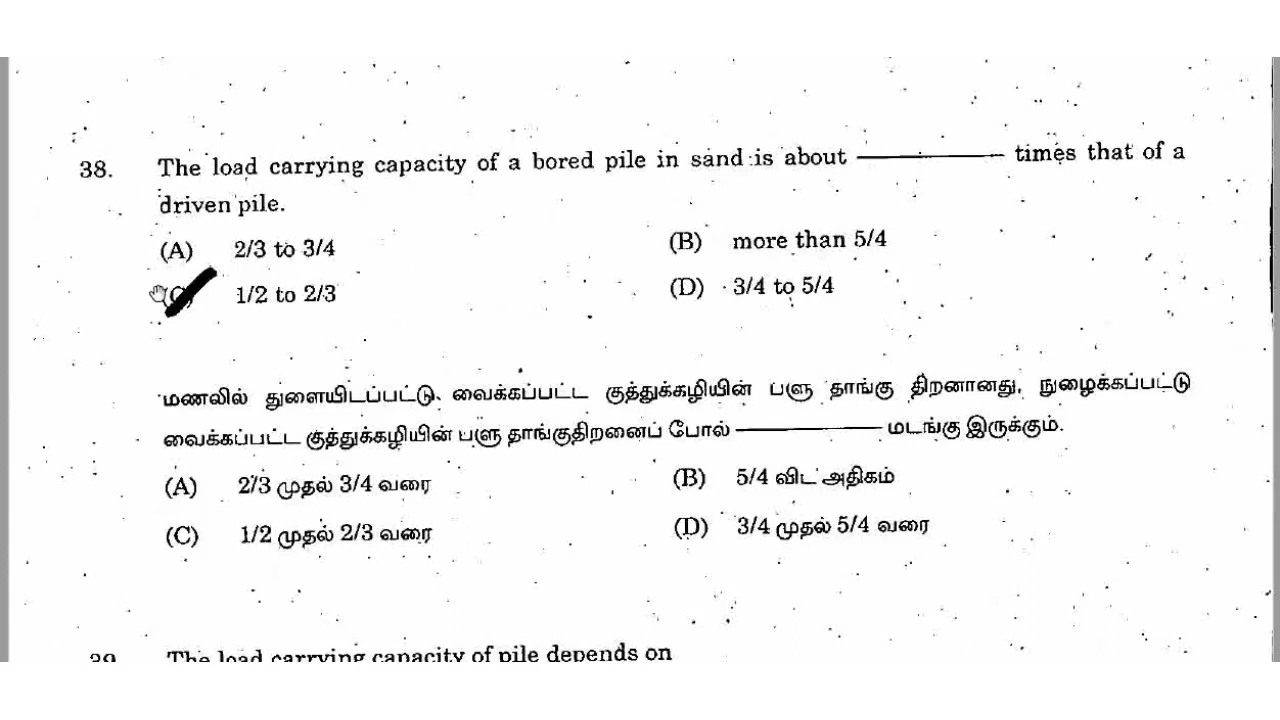 38. The load carrying capacity of a bored pile in sand is about ———— times that of a
driven pile.
(A) 2/3 to 3/4 (B) more than 5/4
(C) 1/2 to 2/3 (D) 3/4 to 5/4
மணலில் துளையிடப்பட்டு வைக்கப்பட்ட குத்துக்கழியின் பளு தாங்கு திறனானது, நுழைக்கப்பட்டு
வைக்கப்பட்ட குத்துக்கழியின் பளு தாங்குதிறனைப் போல் ———— மடங்கு இருக்கும்.
(A) 2/3 முதல் 3/4 வரை (B) 5/4 விட அதிகம்
(C) 1/2 முதல் 2/3 வரை (D) 3/4 முதல் 5/4 வரை
39. The load carrying capacity of pile depends on